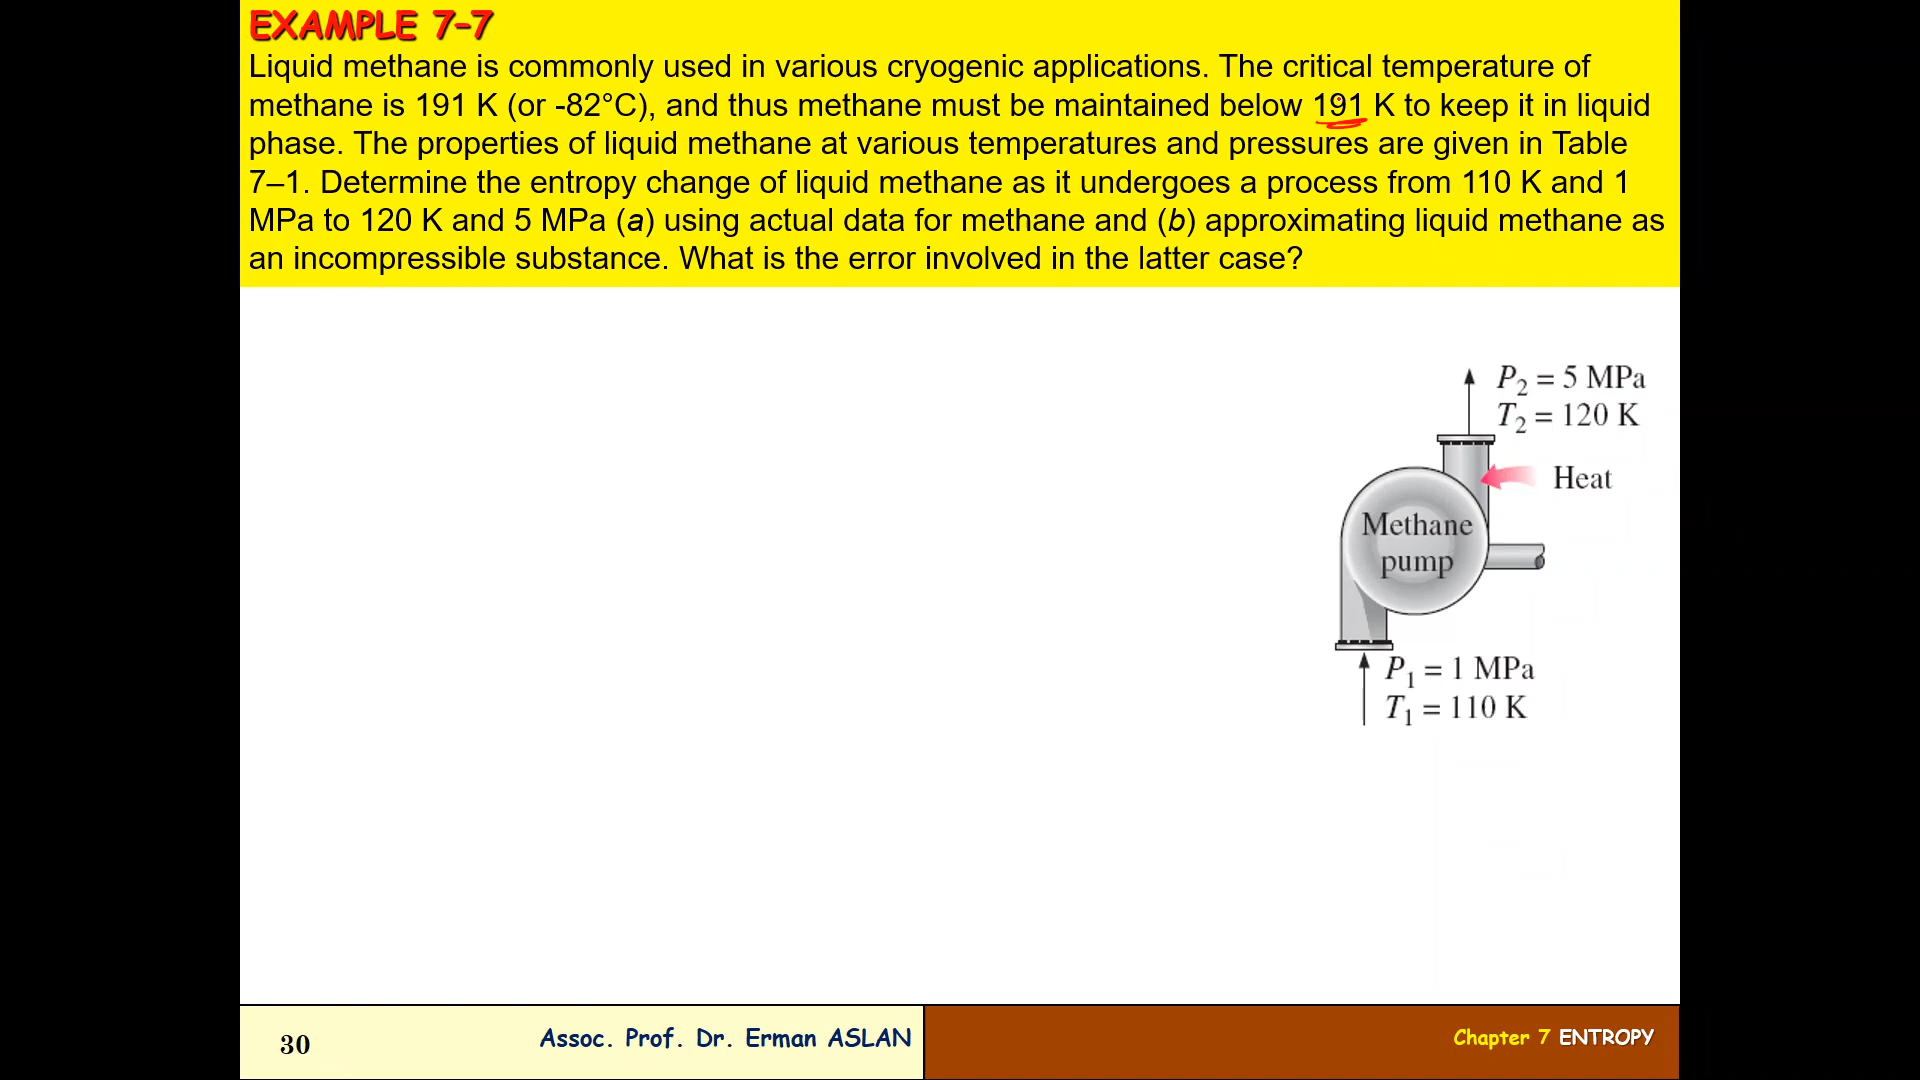 EXAMPLE 7–7
Liquid methane is commonly used in various cryogenic applications. The critical temperature of
methane is 191 K (or -82°C), and thus methane must be maintained below 191 K to keep it in liquid
phase. The properties of liquid methane at various temperatures and pressures are given in Table
7–1. Determine the entropy change of liquid methane as it undergoes a process from 110 K and 1
MPa to 120 K and 5 MPa (a) using actual data for methane and (b) approximating liquid methane as
an incompressible substance. What is the error involved in the latter case?
P₂ = 5 MPa
T₂ = 120 K
Heat
Methane
pump
P₁ = 1 MPa
T₁ = 110 K
30
Assoc. Prof. Dr. Erman ASLAN
Chapter 7 ENTROPY